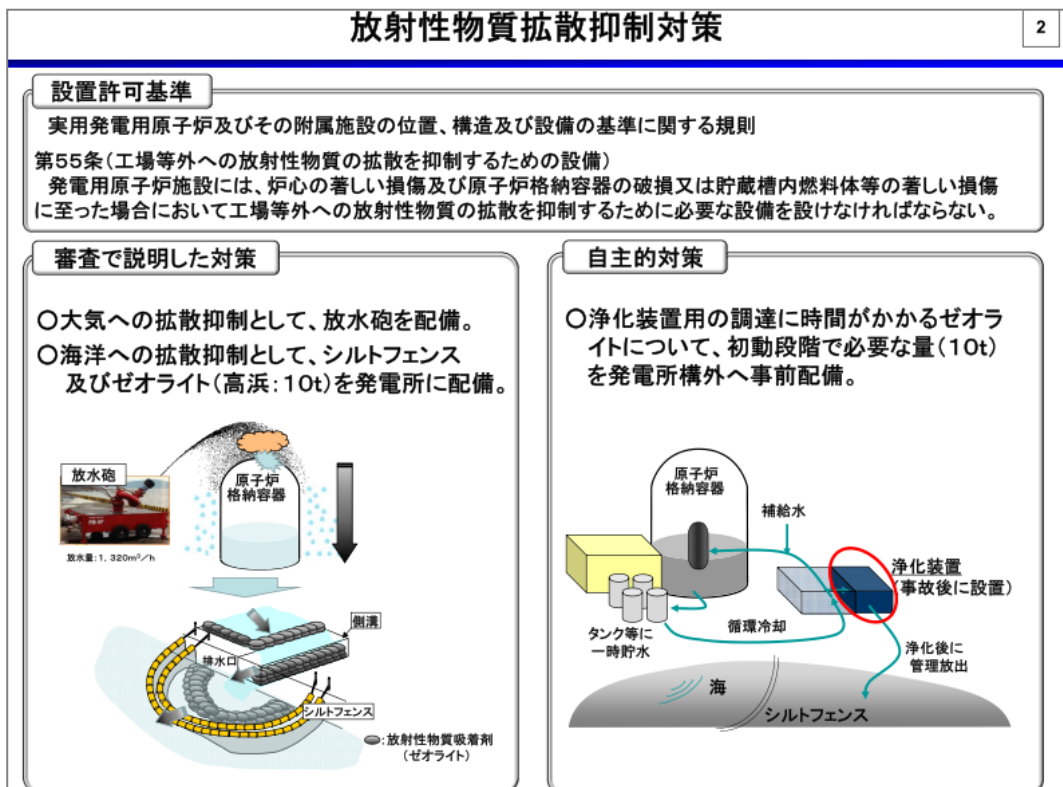 放射性物質拡散抑制対策
2
設置許可基準
実用発電用原子炉及びその附属施設の位置、構造及び設備の基準に関する規則
第55条(工場等外への放射性物質の拡散を抑制するための設備)
発電用原子炉施設には、炉心の著しい損傷及び原子炉格納容器の破損又は貯蔵槽内燃料体等の著しい損傷
に至った場合において工場等外への放射性物質の拡散を抑制するために必要な設備を設けなければならない。
審査で説明した対策
○大気への拡散抑制として、放水砲を配備。
○海洋への拡散抑制として、シルトフェンス
及びゼオライト(高浜:10t)を発電所に配備。
放水砲
原子炉
格納容器
放水量:1,320m³/h
側溝
排水口
シルトフェンス
:放射性物質吸着剤
(ゼオライト)
自主的対策
○浄化装置用の調達に時間がかかるゼオラ
イトについて、初動段階で必要な量(10t)
を発電所構外へ事前配備。
原子炉
格納容器
補給水
浄化装置
(事故後に設置)
タンク等に
一時貯水
循環冷却
浄化後に
管理放出
海
シルトフェンス